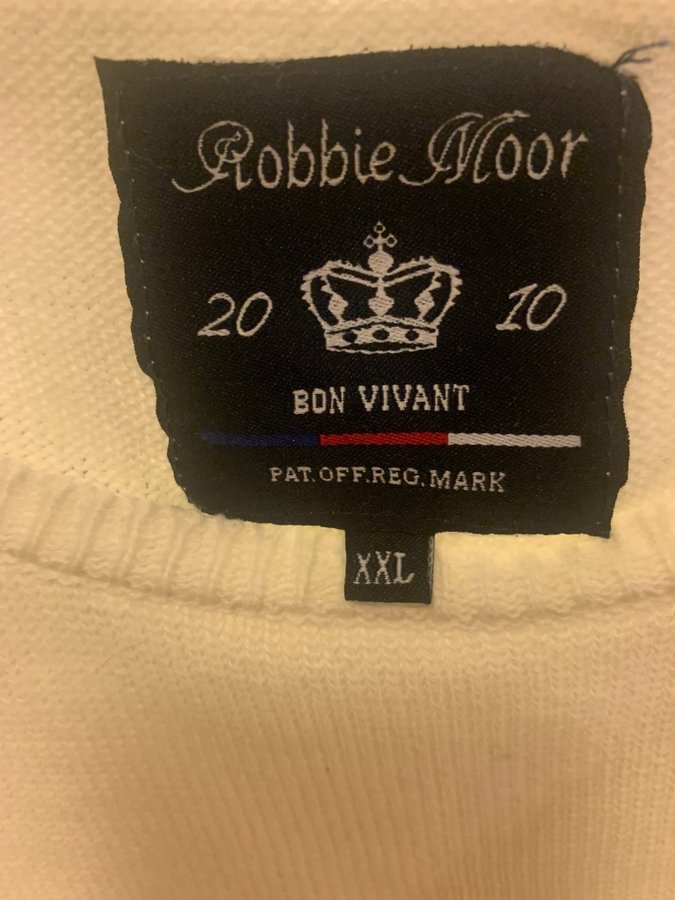 Robbie Moor
20 10
BON VIVANT
PAT.OFF.REG.MARK
XXL